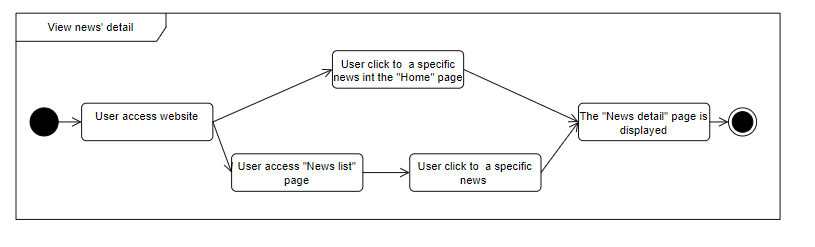 View news' detail
User click to a specific
news int the "Home" page
User access website
The "News detail" page is
displayed
User access "News list"
page
User click to a specific
news